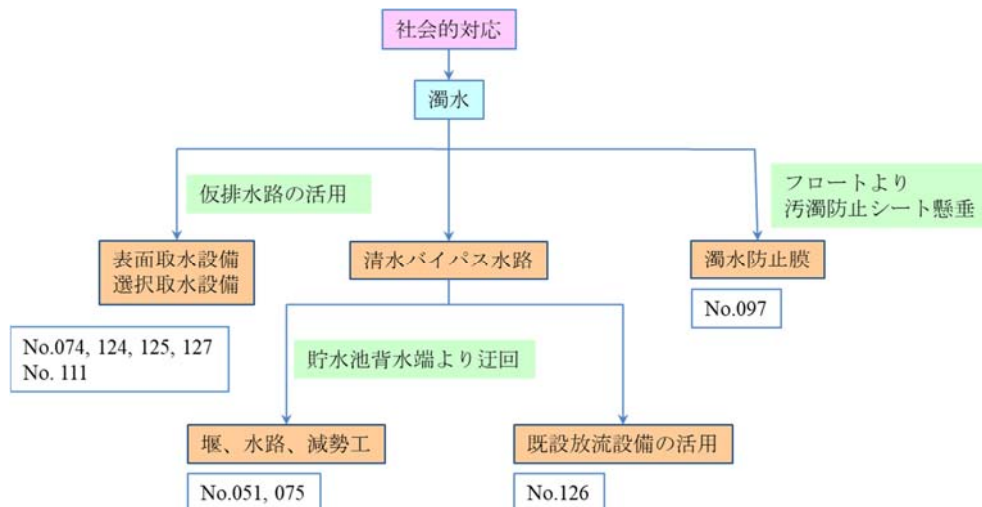 社会的対応
濁水
仮排水路の活用
フロートより
汚濁防止シート懸垂
表面取水設備
選択取水設備
清水バイパス水路
濁水防止膜
No.074, 124, 125, 127
No. 111
No.097
貯水池背水端より迂回
堰、水路、減勢工
既設放流設備の活用
No.051, 075
No.126